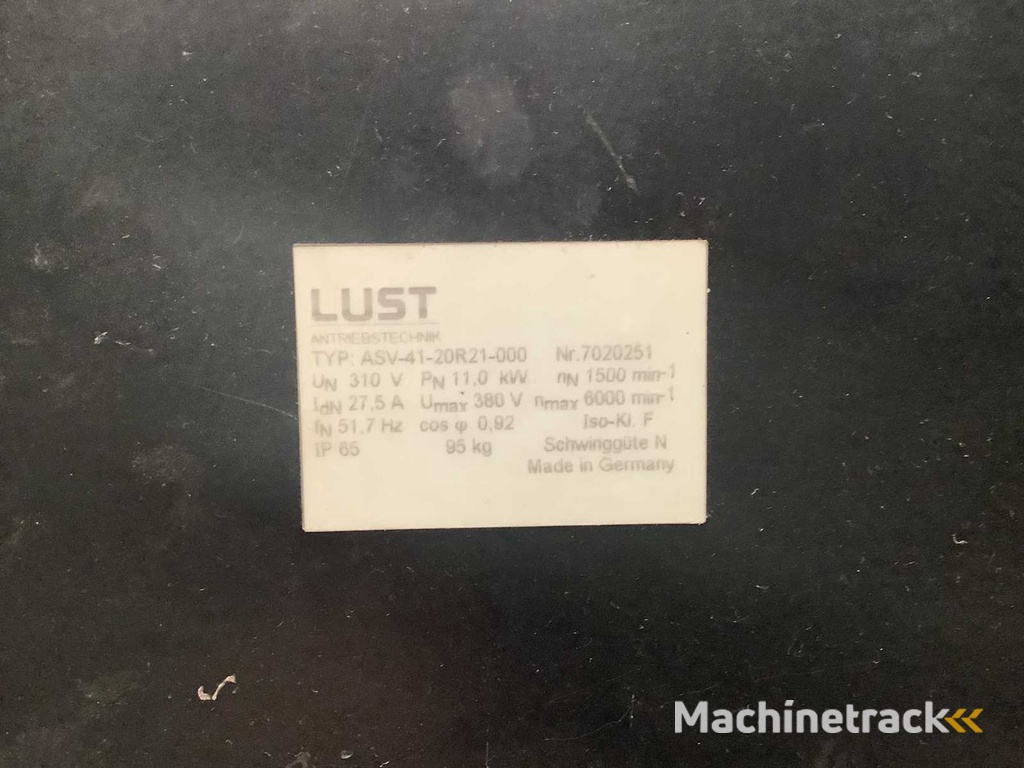 LUST
ANTRIEBSTECHNIK
TYP: ASV-41-20R21-000 Nr.7020251
UN 310 V PN 11,0 kW nN 1500 min-1
IdN 27,5 A Umax 380 V nmax 6000 min-1
fN 51,7 Hz cos φ 0,92 Iso-Kl. F
IP 65 95 kg Schwinggüte N
Made in Germany
Machinetrack